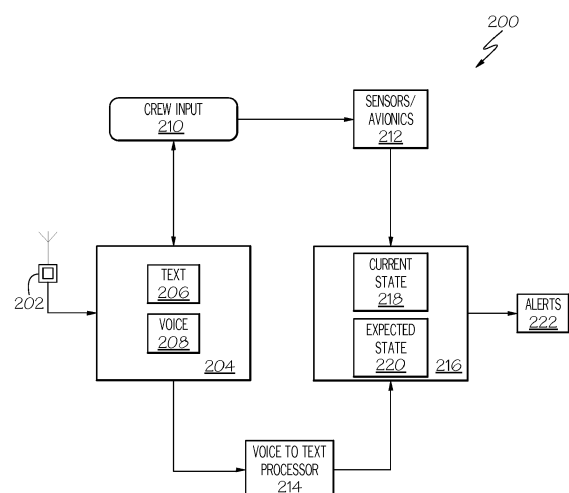 200
CREW INPUT
210
SENSORS/
AVIONICS
212
202
TEXT
206
VOICE
208
204
CURRENT
STATE
218
EXPECTED
STATE
220
216
ALERTS
222
VOICE TO TEXT
PROCESSOR
214